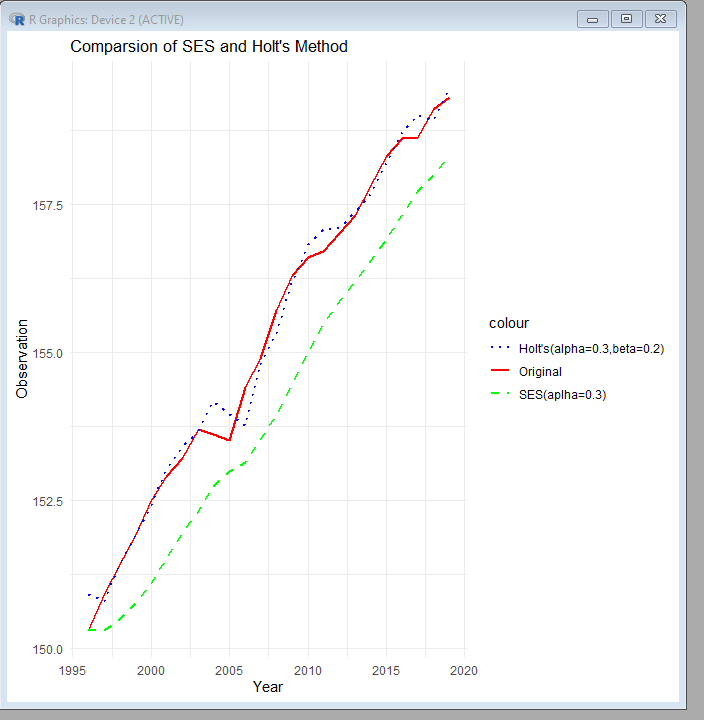 R Graphics: Device 2 (ACTIVE)
Comparsion of SES and Holt's Method
157.5
155.0
152.5
150.0
Observation
1995 2000 2005 2010 2015 2020
Year
colour
Holt's(alpha=0.3,beta=0.2)
Original
SES(aplha=0.3)